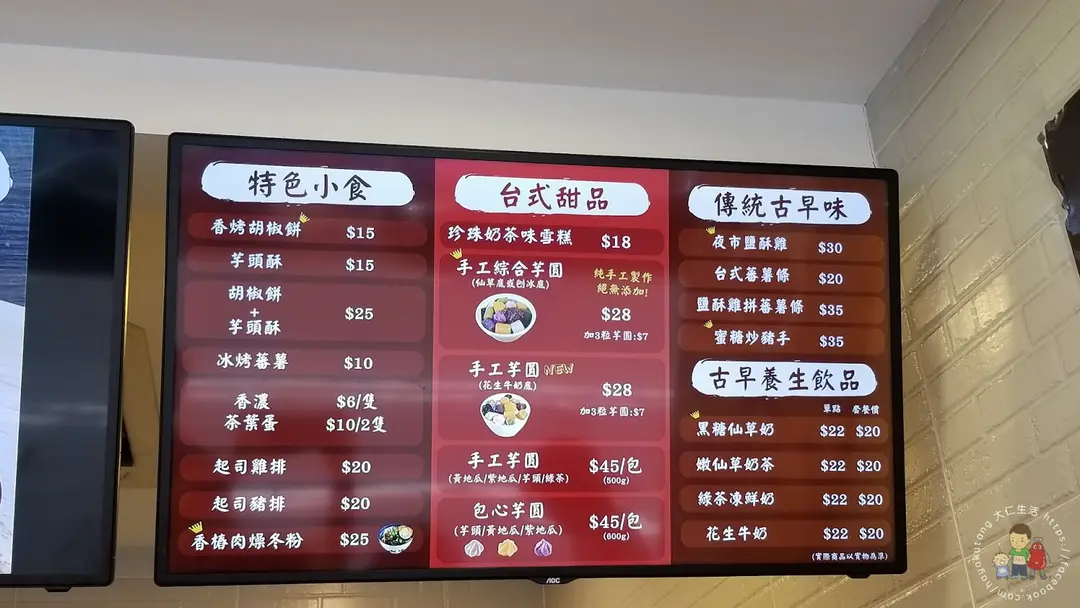 特色小食
香烤胡椒餅 $15
芋頭酥 $15
胡椒餅
+
芋頭酥
$25
冰烤蕃薯 $10
香濃 $6/隻
茶葉蛋 $10/2隻
起司雞排 $20
起司豬排 $20
香樁肉燥冬粉 $25
台式甜品
珍珠奶茶味雪糕 $18
手工綜合芋圓
(仙草底或刨冰底)
純手工製作
絕無添加!
$28
加3粒芋圓:$7
手工芋圓 NEW
(花生牛奶底)
$28
加3粒芋圓:$7
手工芋圓 $45/包
(黃地瓜/紫地瓜/芋頭/綠茶) (500g)
包心芋圓 $45/包
(芋頭/黃地瓜/紫地瓜) (600g)
傳統古早味
夜市鹽酥雞 $30
台式蕃薯條 $20
鹽酥雞拼蕃薯條 $35
蜜糖炒豬手 $35
古早養生飲品
單點 套餐價
黑糖仙草奶 $22 $20
嫩仙草奶茶 $22 $20
綠茶凍鮮奶 $22 $20
花生牛奶 $22 $20
(實際商品以實物為準)
AOC
大仁生活 https://facebook.com/hayakutang